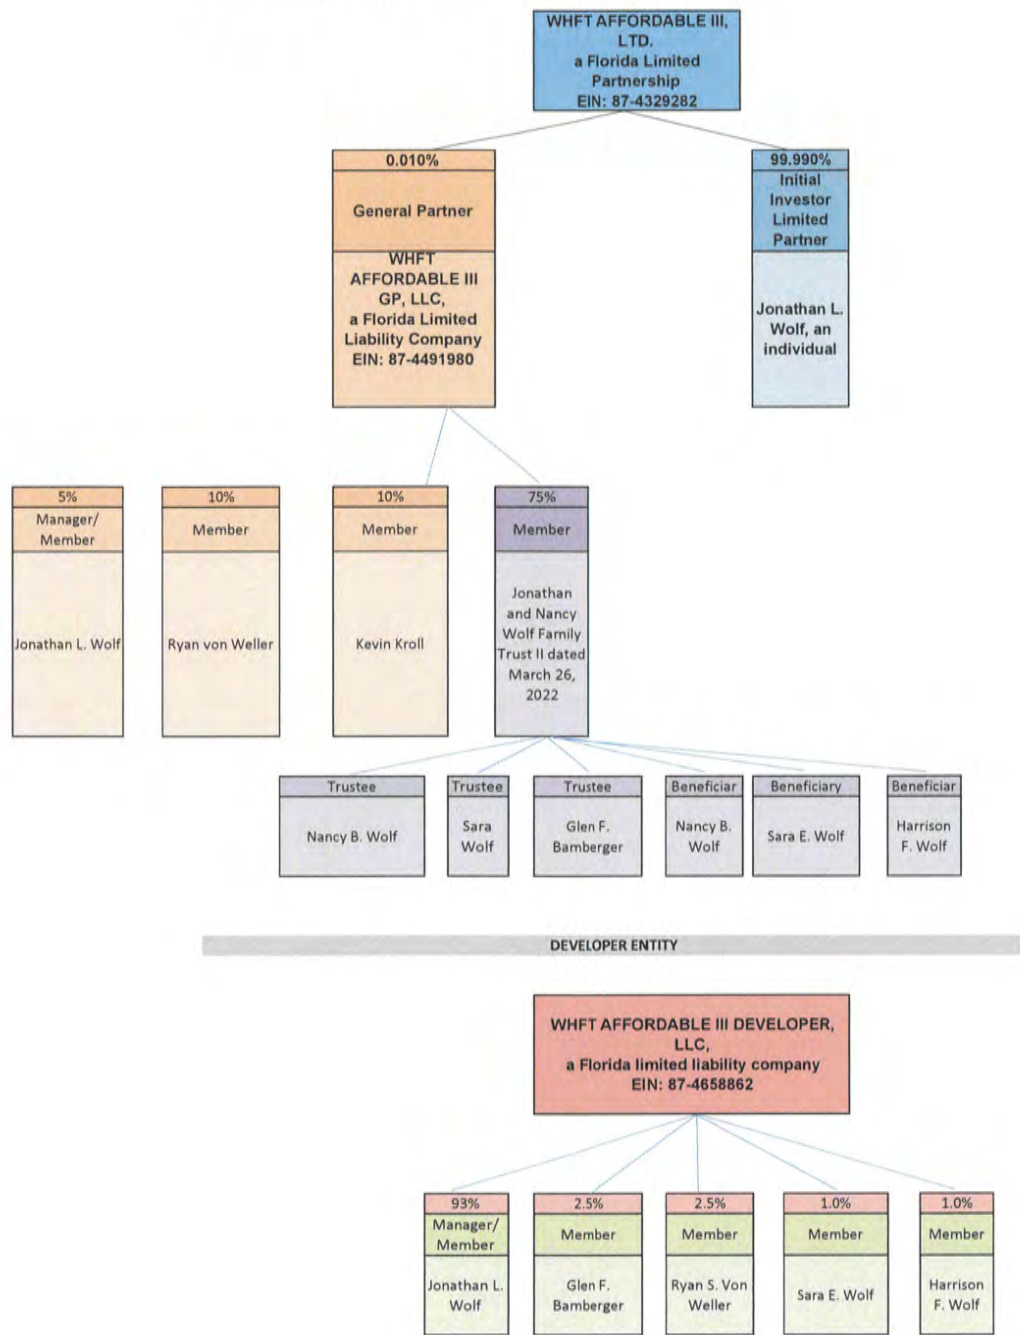 WHFT AFFORDABLE III,
LTD.
a Florida Limited
Partnership
EIN: 87-4329282
0.010%
General Partner
WHFT
AFFORDABLE III
GP, LLC,
a Florida Limited
Liability Company
EIN: 87-4491980
99.990%
Initial
Investor
Limited
Partner
Jonathan L.
Wolf, an
individual
5%
Manager/
Member
Jonathan L. Wolf
10%
Member
Ryan von Weller
10%
Member
Kevin Kroll
75%
Member
Jonathan
and Nancy
Wolf Family
Trust II dated
March 26,
2022
Trustee
Nancy B. Wolf
Trustee
Sara
Wolf
Trustee
Glen F.
Bamberger
Beneficiar
Nancy B.
Wolf
Beneficiary
Sara E. Wolf
Beneficiar
Harrison
F. Wolf
DEVELOPER ENTITY
WHFT AFFORDABLE III DEVELOPER,
LLC,
a Florida limited liability company
EIN: 87-4658862
93%
Manager/
Member
Jonathan L.
Wolf
2.5%
Member
Glen F.
Bamberger
2.5%
Member
Ryan S. Von
Weller
1.0%
Member
Sara E. Wolf
1.0%
Member
Harrison
F. Wolf